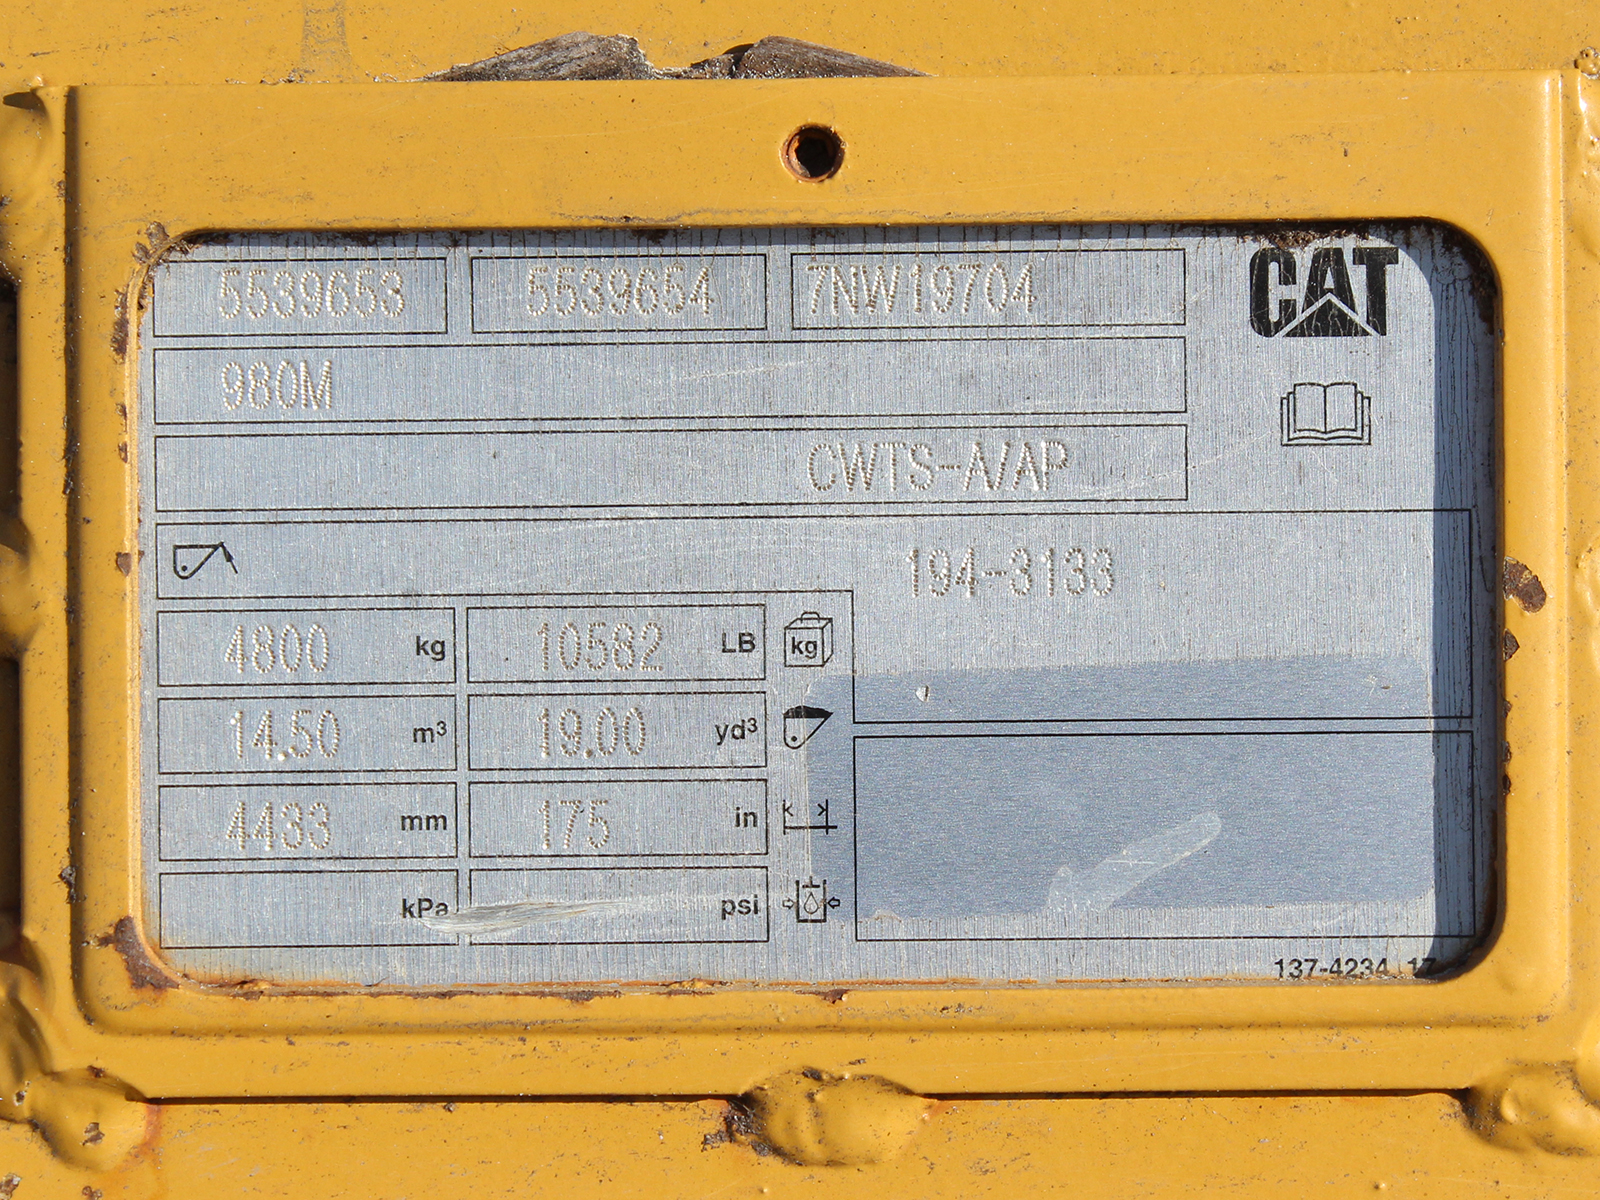 5539653 5539654 7NW19704 CAT
980M
CWTS-A/AP
194-3133
4800 kg 10582 LB kg
14.50 m³ 19.00 yd³
4433 mm 175 in
kPa psi
137-4234 17